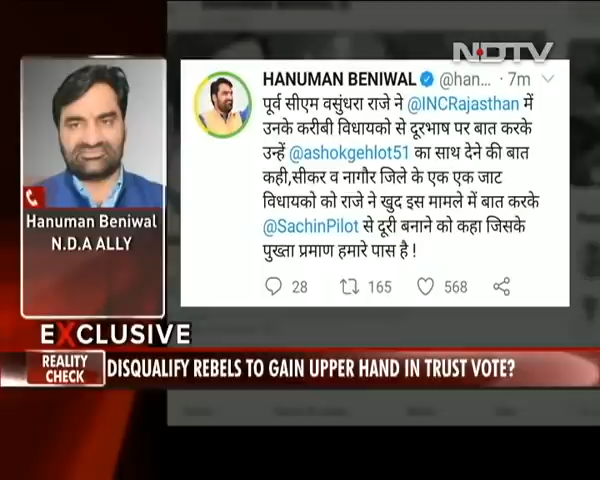 NDTV
HANUMAN BENIWAL @han... · 7m
पूर्व सीएम वसुंधरा राजे ने @INCRajasthan में
उनके करीबी विधायको से दूरभाष पर बात करके
उन्हें @ashokgehlot51 का साथ देने की बात
कही,सीकर व नागौर जिले के एक एक जाट
विधायको को राजे ने खुद इस मामले में बात करके
@SachinPilot से दूरी बनाने को कहा जिसके
पुख्ता प्रमाण हमारे पास है !
28 165 568
Hanuman Beniwal
N.D.A ALLY
EXCLUSIVE
REALITY
CHECK
DISQUALIFY REBELS TO GAIN UPPER HAND IN TRUST VOTE?